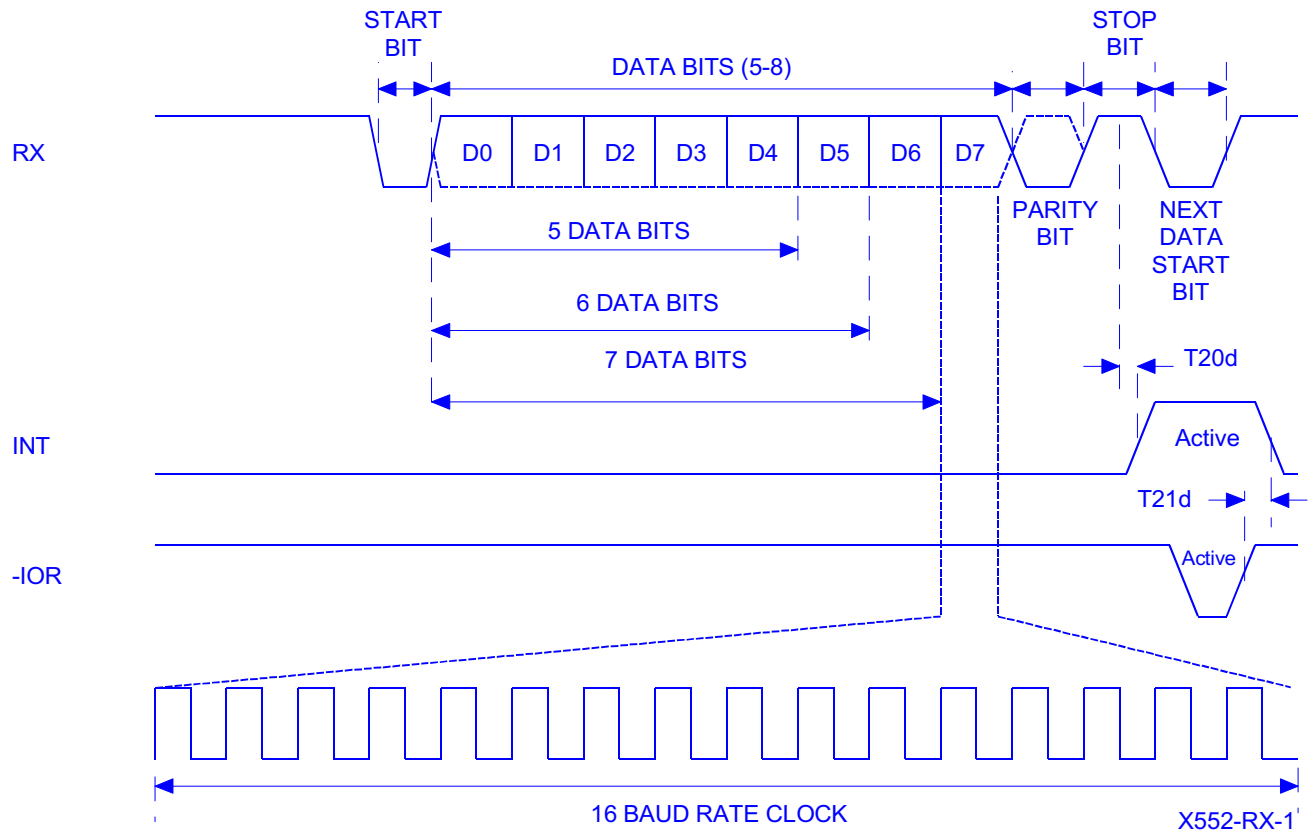 START
BIT
DATA BITS (5-8)
STOP
BIT
RX
D0 D1 D2 D3 D4 D5 D6 D7
PARITY
BIT
NEXT
DATA
START
BIT
5 DATA BITS
6 DATA BITS
7 DATA BITS
T20d
INT
Active
T21d
-IOR
Active
16 BAUD RATE CLOCK
X552-RX-1